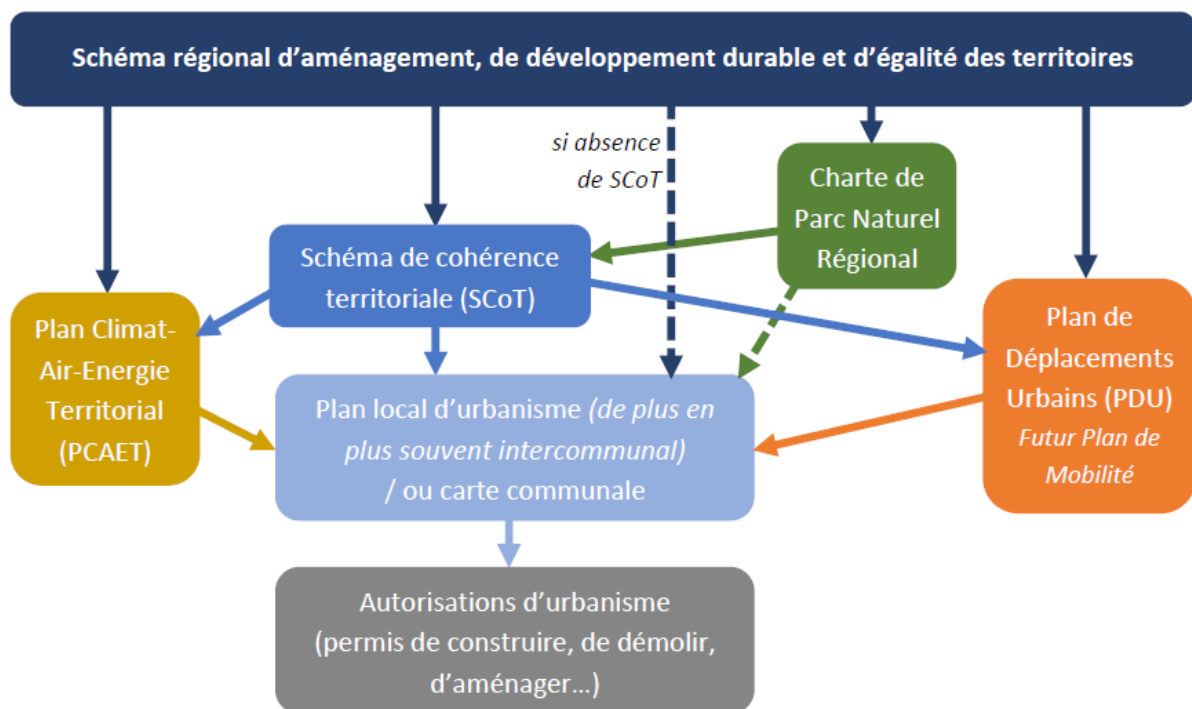 Schéma régional d’aménagement, de développement durable et d’égalité des territoires
si absence
de SCoT
Charte de
Parc Naturel
Régional
Schéma de cohérence
territoriale (SCoT)
Plan Climat-
Air-Energie
Territorial
(PCAET)
Plan de
Déplacements
Urbains (PDU)
Futur Plan de
Mobilité
Plan local d’urbanisme (de plus en
plus souvent intercommunal)
/ ou carte communale
Autorisations d’urbanisme
(permis de construire, de démolir,
d’aménager…)